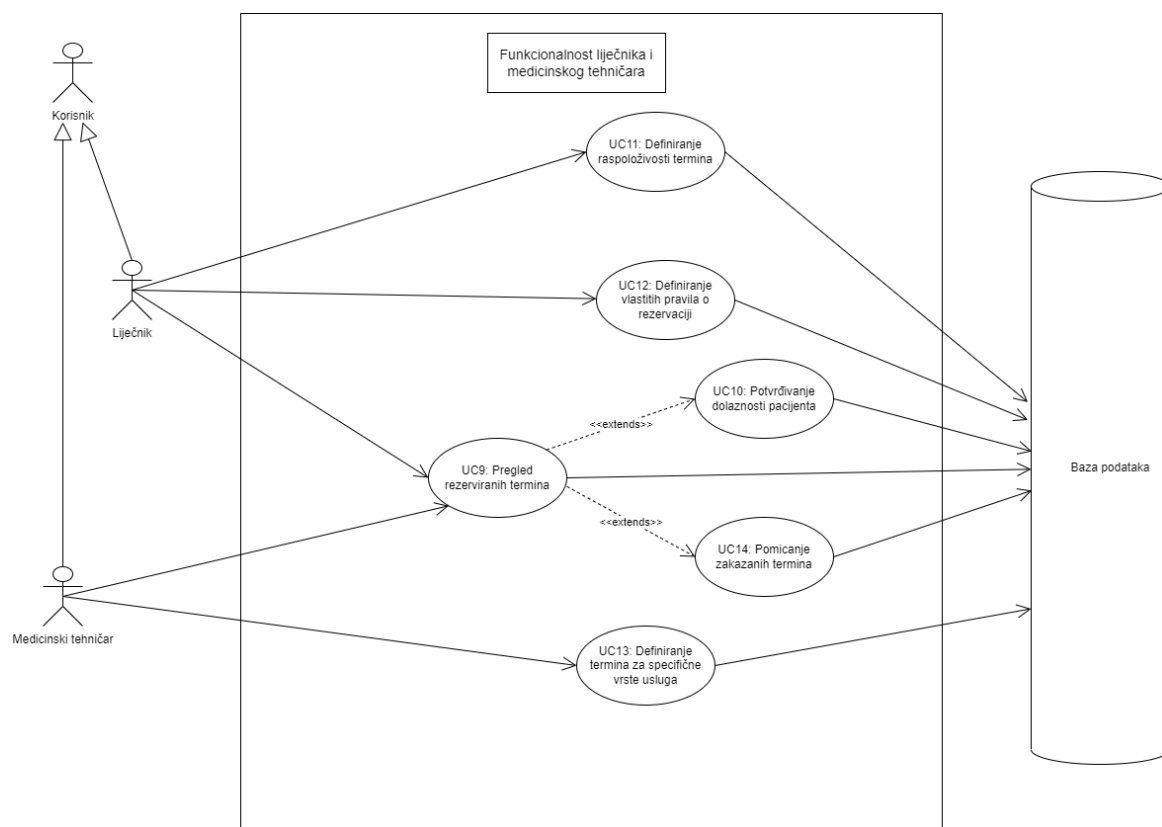 Funkcionalnost liječnika i
medicinskog tehničara
Korisnik
UC11: Definiranje
raspoloživosti termina
UC12: Definiranje
vlastitih pravila o
rezervaciji
Liječnik
UC10: Potvrđivanje
dolaznosti pacijenta
<<extends>>
UC9: Pregled
rezerviranih termina
Baza podataka
<<extends>>
UC14: Pomicanje
zakazanih termina
Medicinski tehničar
UC13: Definiranje
termina za specifične
vrste usluga